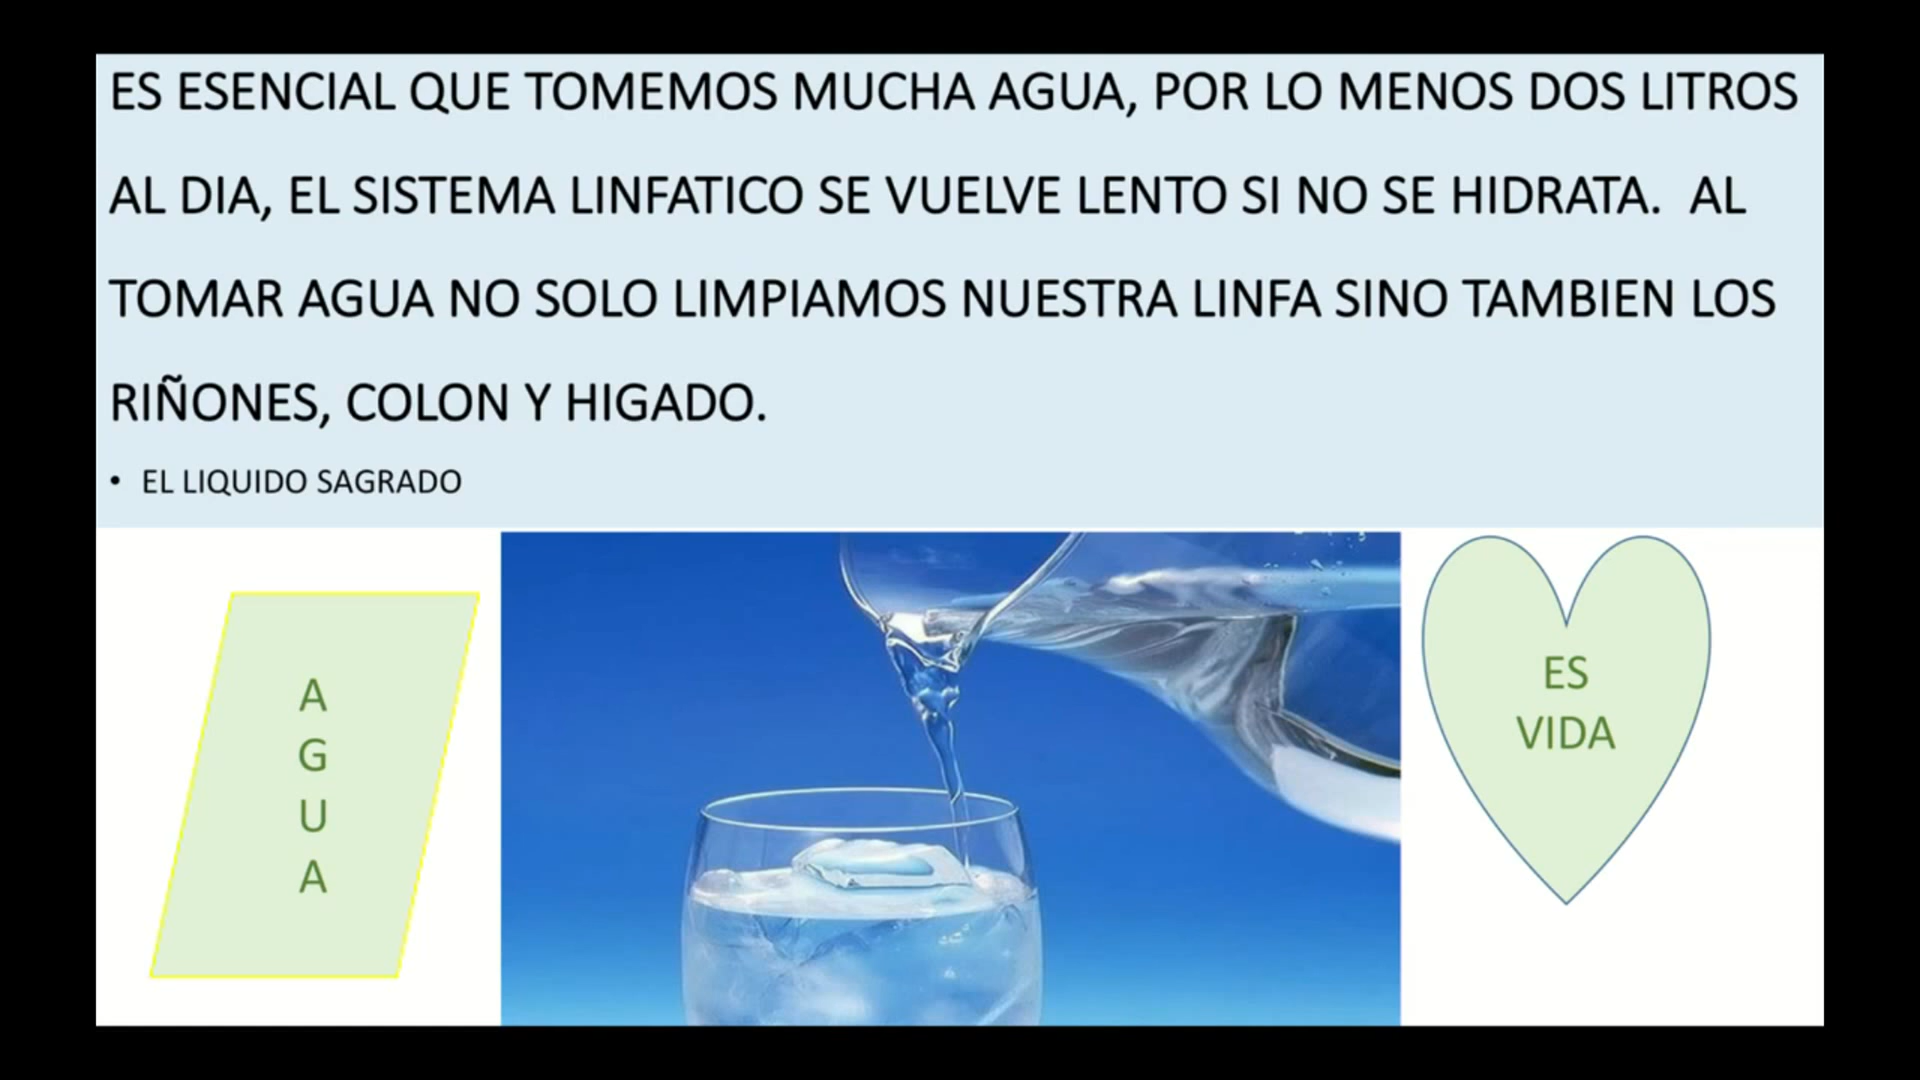 ES ESENCIAL QUE TOMEMOS MUCHA AGUA, POR LO MENOS DOS LITROS
AL DIA, EL SISTEMA LINFATICO SE VUELVE LENTO SI NO SE HIDRATA.  AL
TOMAR AGUA NO SOLO LIMPIAMOS NUESTRA LINFA SINO TAMBIEN LOS
RIÑONES, COLON Y HIGADO.
• EL LIQUIDO SAGRADO
A
G
U
A
ES
VIDA